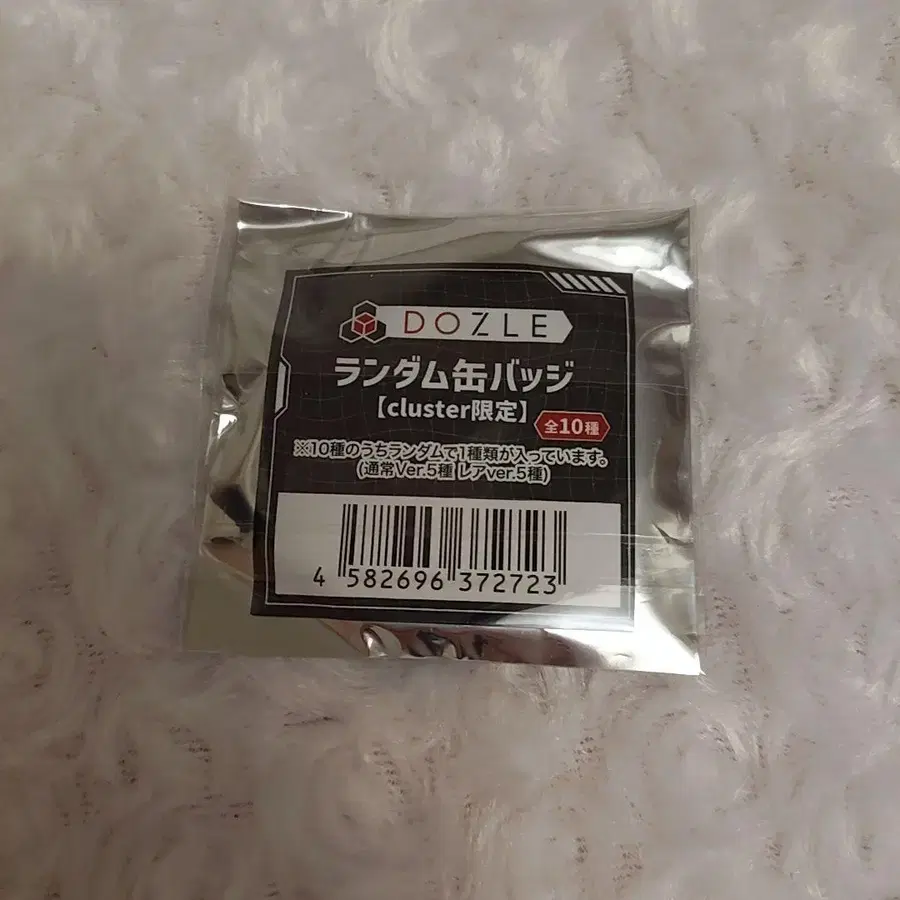 DOZLE
ランダム缶バッジ
【cluster限定】
全10種
※10種のうちランダムで1種類が入っています。
(通常Ver.5種 レアver.5種)
4 582696 372723